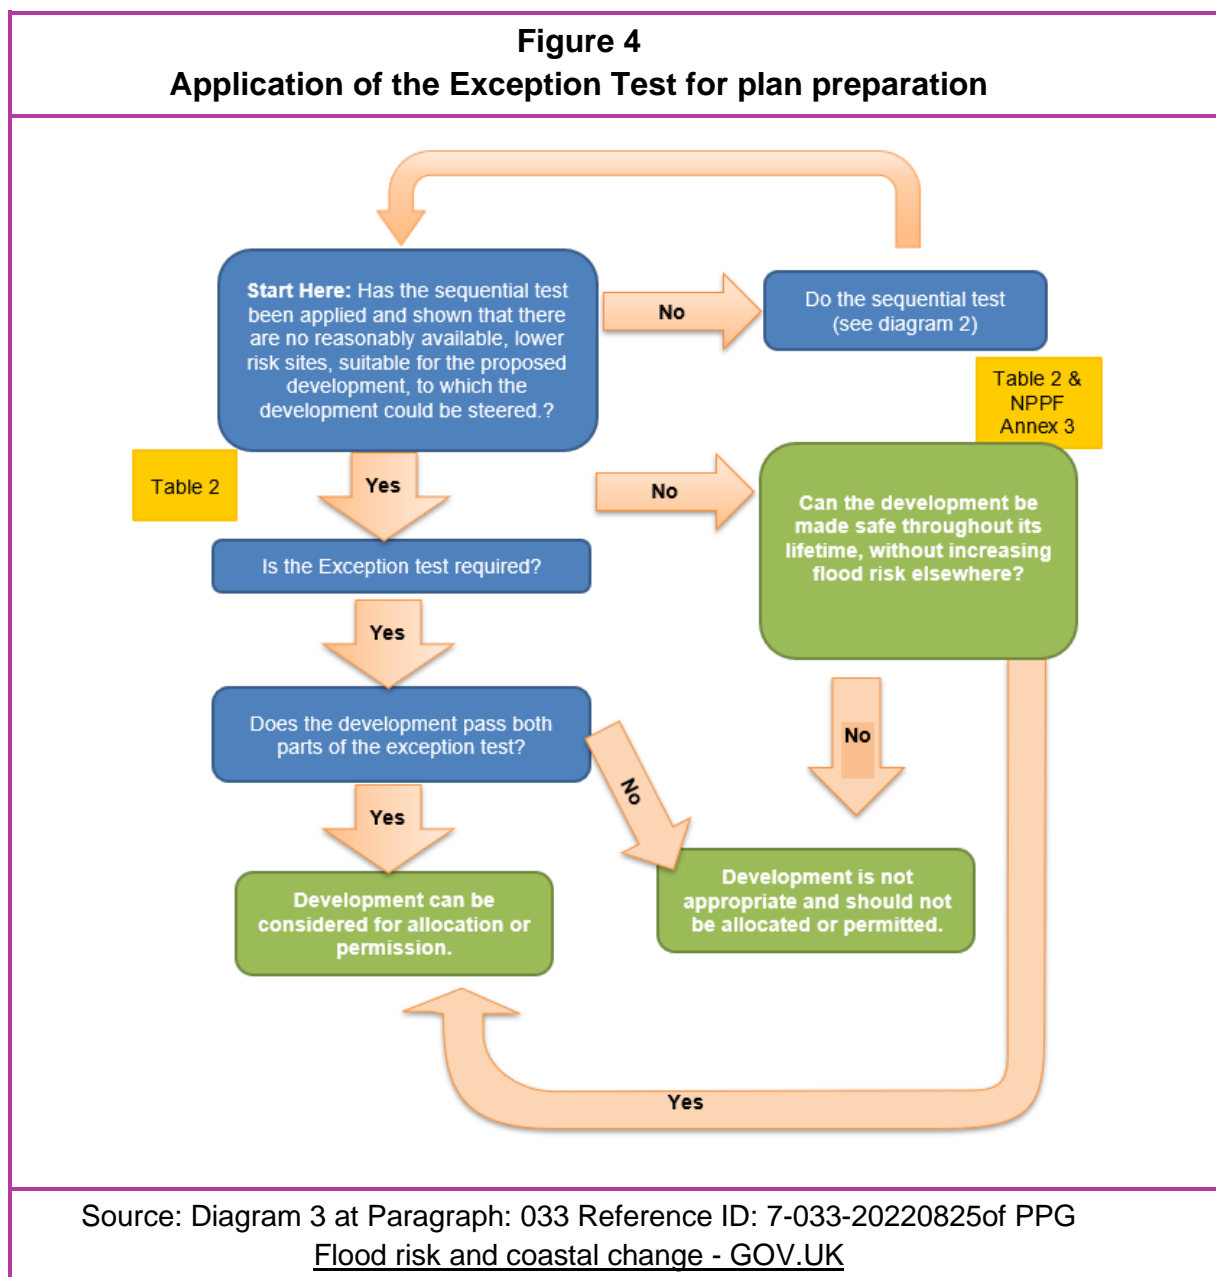 Figure 4
Application of the Exception Test for plan preparation
Start Here: Has the sequential test
been applied and shown that there
are no reasonably available, lower
risk sites, suitable for the proposed
development, to which the
development could be steered.?
No
Do the sequential test
(see diagram 2)
Table 2 &
NPPF
Annex 3
Table 2
Yes
No
Can the development be
made safe throughout its
lifetime, without increasing
flood risk elsewhere?
Is the Exception test required?
Yes
Does the development pass both
parts of the exception test?
No
No
Yes
Development can be
considered for allocation or
permission.
Development is not
appropriate and should not
be allocated or permitted.
Yes
Source: Diagram 3 at Paragraph: 033 Reference ID: 7-033-20220825of PPG
Flood risk and coastal change - GOV.UK